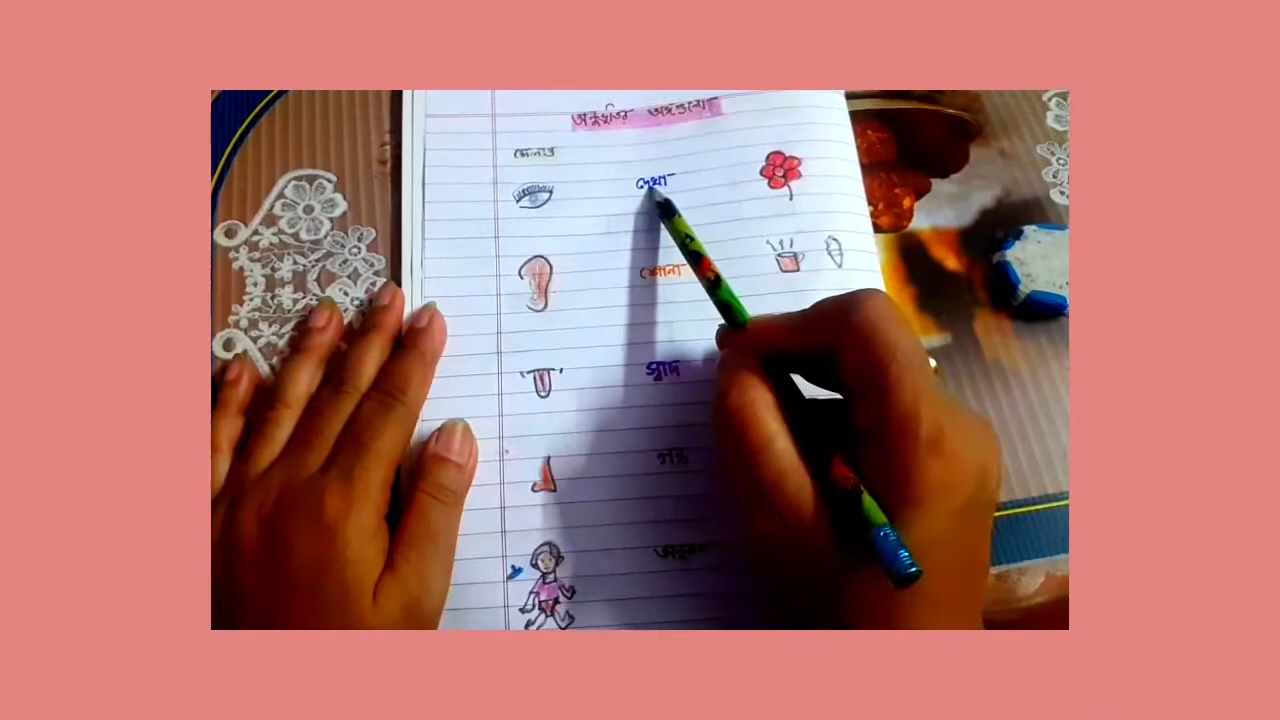 অনুভূতির অঙ্গগুলো
মেলাও
দেখা
শোনা
স্বাদ
গন্ধ